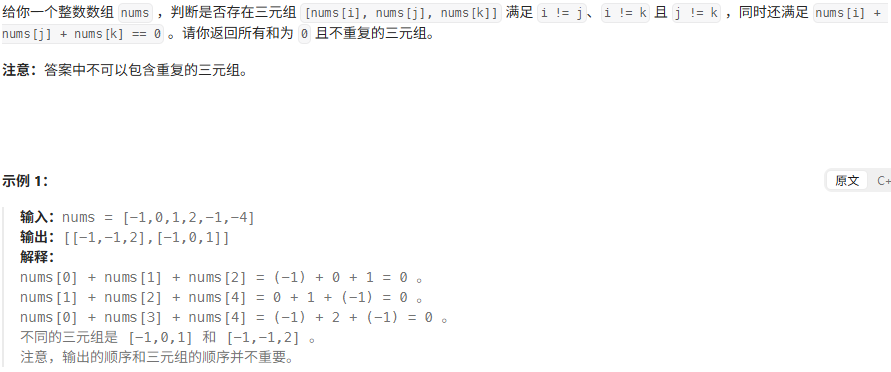 给你一个整数数组 nums ，判断是否存在三元组 [nums[i], nums[j], nums[k]] 满足 i != j、i != k 且 j != k ，同时还满足 nums[i] +
nums[j] + nums[k] == 0 。请你返回所有和为 0 且不重复的三元组。
注意：答案中不可以包含重复的三元组。
示例 1：
原文 C+
输入：nums = [-1,0,1,2,-1,-4]
输出：[[-1,-1,2],[-1,0,1]]
解释：
nums[0] + nums[1] + nums[2] = (-1) + 0 + 1 = 0 。
nums[1] + nums[2] + nums[4] = 0 + 1 + (-1) = 0 。
nums[0] + nums[3] + nums[4] = (-1) + 2 + (-1) = 0 。
不同的三元组是 [-1,0,1] 和 [-1,-1,2] 。
注意，输出的顺序和三元组的顺序并不重要。